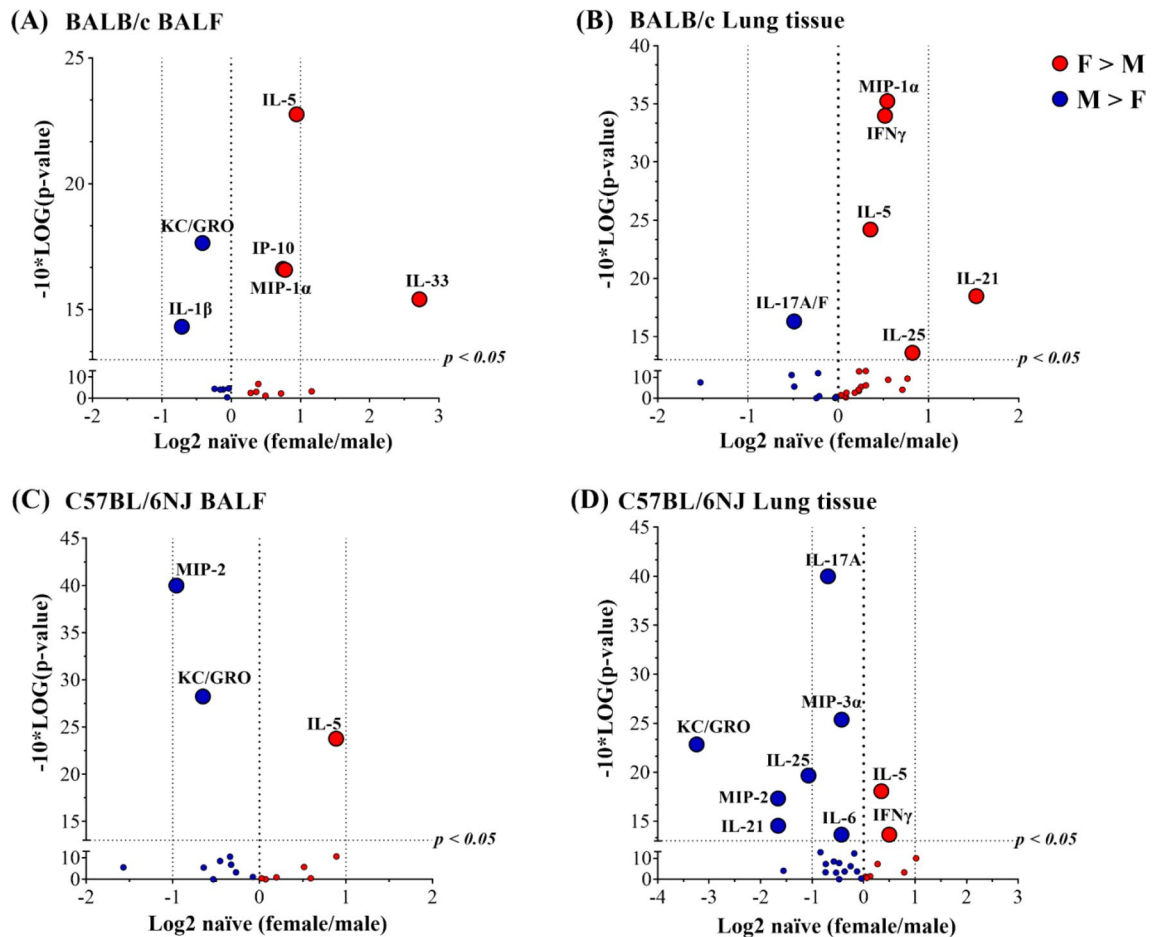 (A) BALB/c BALF
25
20
15
10
0
-10*LOG(p-value)
IL-5
KC/GRO
IP-10
MIP-1α
IL-33
IL-1β
p < 0.05
-2 -1 0 1 2 3
Log2 naïve (female/male)
(B) BALB/c Lung tissue
40
35
30
25
20
15
10
0
-10*LOG(p-value)
MIP-1α
IFNγ
IL-5
IL-21
IL-17A/F
IL-25
p < 0.05
-2 -1 0 1 2
Log2 naïve (female/male)
F > M
M > F
(C) C57BL/6NJ BALF
45
40
35
30
25
20
15
10
0
-10*LOG(p-value)
MIP-2
KC/GRO
IL-5
p < 0.05
-2 -1 0 1 2
Log2 naïve (female/male)
(D) C57BL/6NJ Lung tissue
45
40
35
30
25
20
15
10
0
-10*LOG(p-value)
IL-17A
MIP-3α
KC/GRO
IL-25
IL-5
MIP-2
IL-21
IL-6
IFNγ
p < 0.05
-4 -3 -2 -1 0 1 2 3
Log2 naïve (female/male)